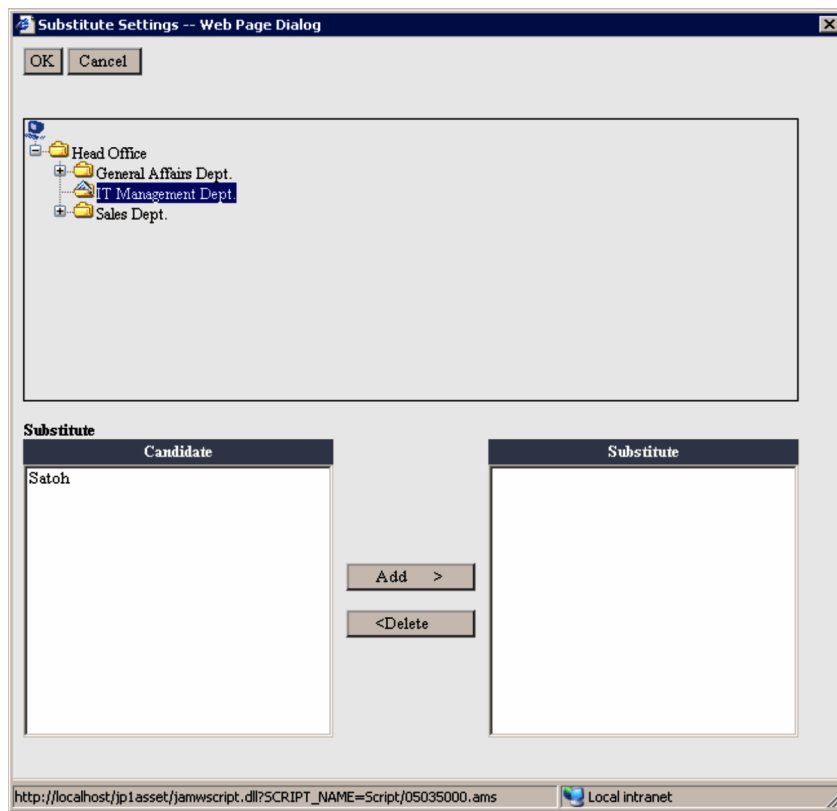 Substitute Settings -- Web Page Dialog
OK Cancel
Head Office
General Affairs Dept.
IT Management Dept.
Sales Dept.
Substitute
Candidate Substitute
Satoh
Add >
<Delete
http://localhost/jp1asset/jamwscript.dll?SCRIPT_NAME=Script/05035000.ams Local intranet